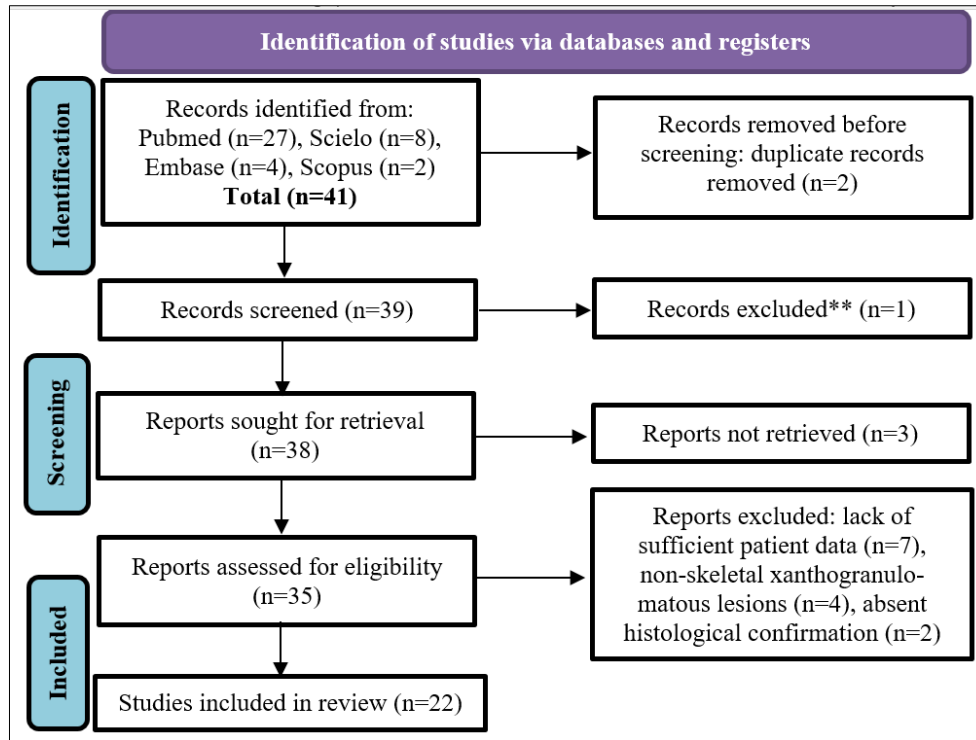 Identification of studies via databases and registers
Identification
Records identified from:
Pubmed (n=27), Scielo (n=8),
Embase (n=4), Scopus (n=2)
Total (n=41)
Records removed before
screening: duplicate records
removed (n=2)
Screening
Records screened (n=39)
Records excluded** (n=1)
Reports sought for retrieval
(n=38)
Reports not retrieved (n=3)
Reports assessed for eligibility
(n=35)
Reports excluded: lack of
sufficient patient data (n=7),
non-skeletal xanthogranulo-
matous lesions (n=4), absent
histological confirmation (n=2)
Included
Studies included in review (n=22)